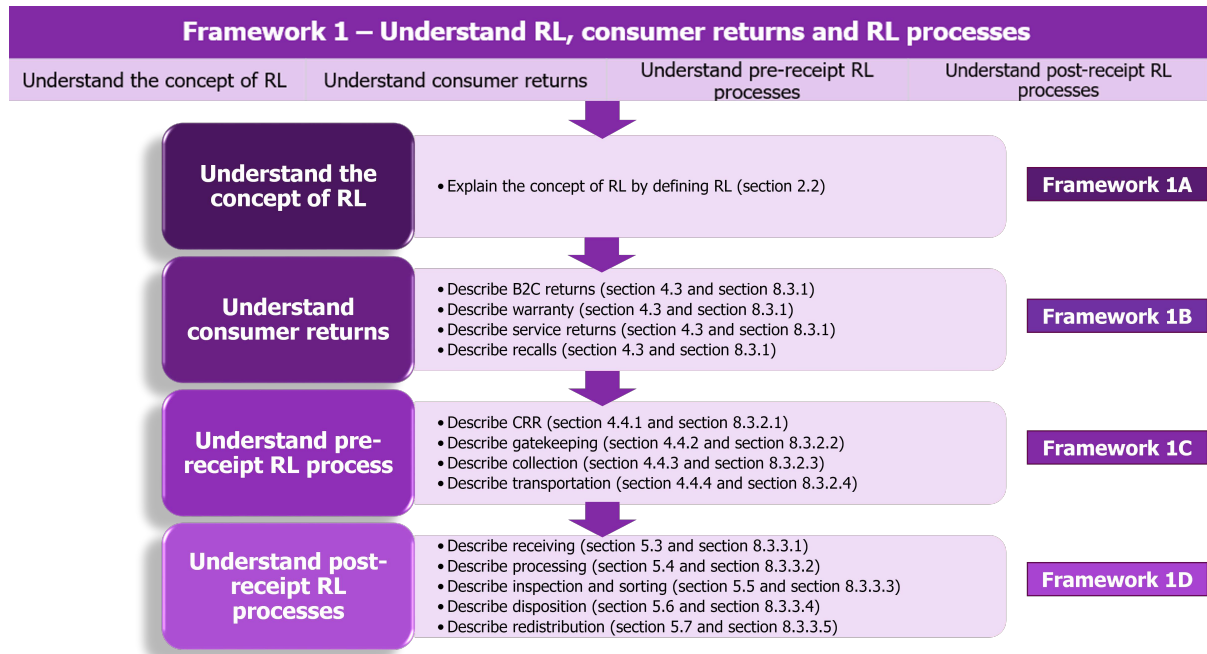 Framework 1 – Understand RL, consumer returns and RL processes
Understand the concept of RL
Understand consumer returns
Understand pre-receipt RL
processes
Understand post-receipt RL
processes
Understand the
concept of RL
• Explain the concept of RL by defining RL (section 2.2)
Framework 1A
Understand
consumer returns
• Describe B2C returns (section 4.3 and section 8.3.1)
• Describe warranty (section 4.3 and section 8.3.1)
• Describe service returns (section 4.3 and section 8.3.1)
• Describe recalls (section 4.3 and section 8.3.1)
Framework 1B
Understand pre-
receipt RL process
• Describe CRR (section 4.4.1 and section 8.3.2.1)
• Describe gatekeeping (section 4.4.2 and section 8.3.2.2)
• Describe collection (section 4.4.3 and section 8.3.2.3)
• Describe transportation (section 4.4.4 and section 8.3.2.4)
Framework 1C
Understand post-
receipt RL
processes
• Describe receiving (section 5.3 and section 8.3.3.1)
• Describe processing (section 5.4 and section 8.3.3.2)
• Describe inspection and sorting (section 5.5 and section 8.3.3.3)
• Describe disposition (section 5.6 and section 8.3.3.4)
• Describe redistribution (section 5.7 and section 8.3.3.5)
Framework 1D